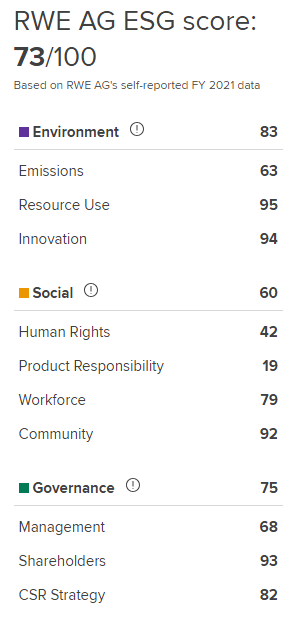 RWE AG ESG score:
73/100
Based on RWE AG's self-reported FY 2021 data
Environment 83
Emissions 63
Resource Use 95
Innovation 94
Social 60
Human Rights 42
Product Responsibility 19
Workforce 79
Community 92
Governance 75
Management 68
Shareholders 93
CSR Strategy 82